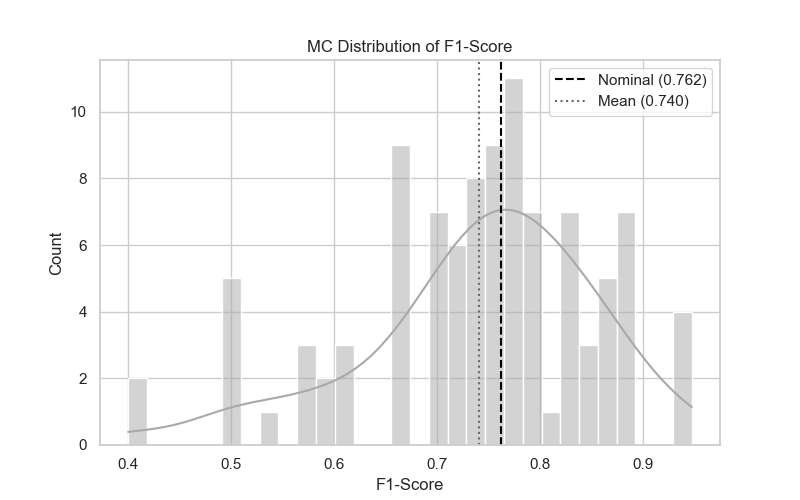 MC Distribution of F1-Score
Nominal (0.762)
Mean (0.740)
Count
10
8
6
4
2
0
0.4 0.5 0.6 0.7 0.8 0.9
F1-Score